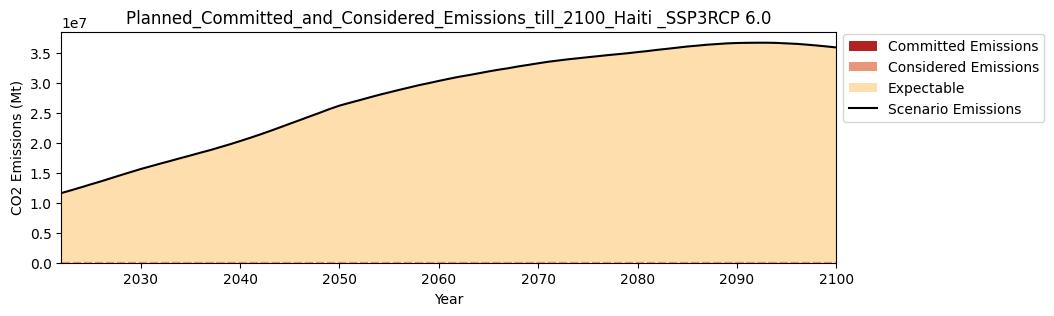 Planned_Committed_and_Considered_Emissions_till_2100_Haiti _SSP3RCP 6.0
1e7
3.5
3.0
2.5
2.0
1.5
1.0
0.5
0.0
CO2 Emissions (Mt)
2030 2040 2050 2060 2070 2080 2090 2100
Year
Committed Emissions
Considered Emissions
Expectable
Scenario Emissions